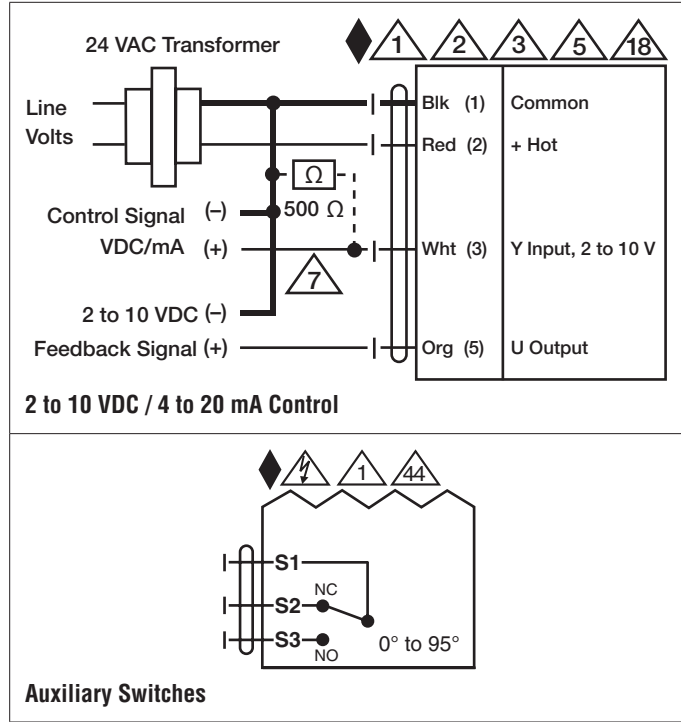 24 VAC Transformer
1 2 3 5 18
Line
Volts
Blk (1) Common
Red (2) + Hot
Ω
500 Ω
Control Signal (–)
VDC/mA (+)
Wht (3) Y Input, 2 to 10 V
7
2 to 10 VDC (–)
Feedback Signal (+)
Org (5) U Output
2 to 10 VDC / 4 to 20 mA Control
1 44
S1
NC
S2
S3
NO
0° to 95°
Auxiliary Switches